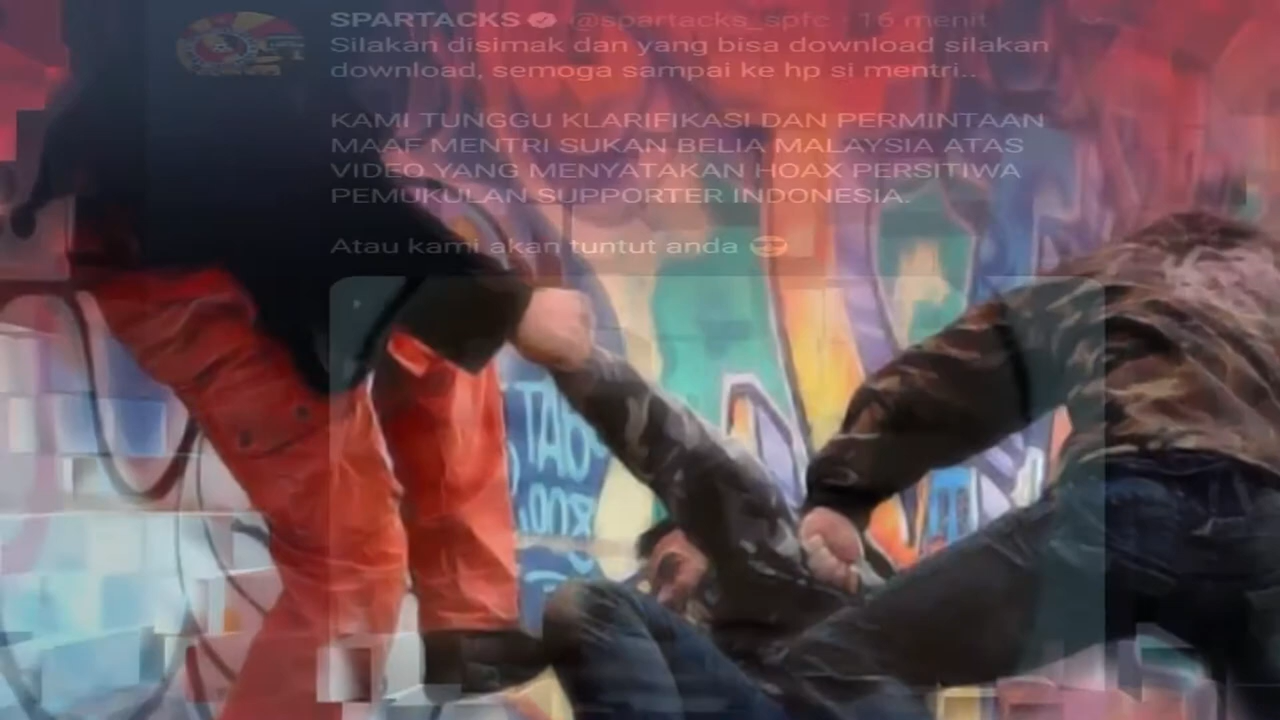 SPARTACKS @spartacks_spfc · 16 menit
Silakan disimak dan yang bisa download silakan
download, semoga sampai ke hp si mentri..
KAMI TUNGGU KLARIFIKASI DAN PERMINTAAN
MAAF MENTRI SUKAN BELIA MALAYSIA ATAS
VIDEO YANG MENYATAKAN HOAX PERSITIWA
PEMUKULAN SUPPORTER INDONESIA.
Atau kami akan tuntut anda